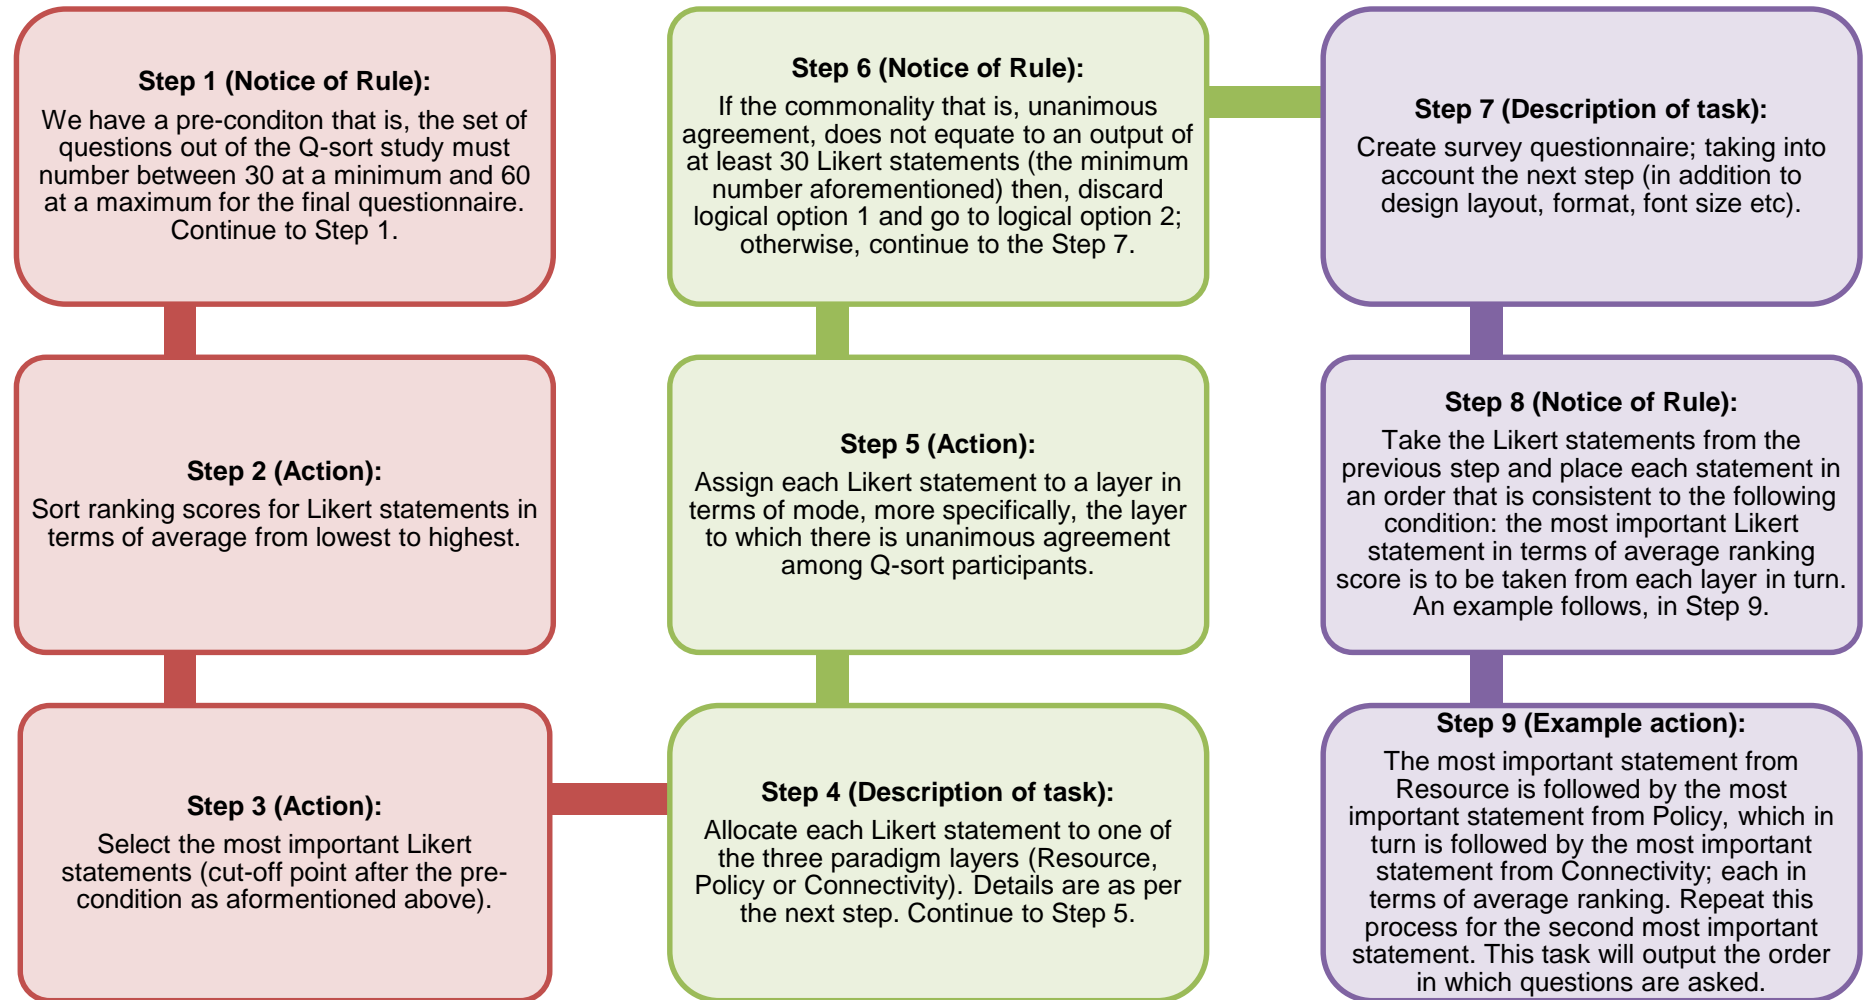 Step 1 (Notice of Rule):
We have a pre-conditon that is, the set of
questions out of the Q-sort study must
number between 30 at a minimum and 60
at a maximum for the final questionnaire.
Continue to Step 1.
Step 2 (Action):
Sort ranking scores for Likert statements in
terms of average from lowest to highest.
Step 3 (Action):
Select the most important Likert
statements (cut-off point after the pre-
condition as aformentioned above).
Step 4 (Description of task):
Allocate each Likert statement to one of
the three paradigm layers (Resource,
Policy or Connectivity). Details are as per
the next step. Continue to Step 5.
Step 5 (Action):
Assign each Likert statement to a layer in
terms of mode, more specifically, the layer
to which there is unanimous agreement
among Q-sort participants.
Step 6 (Notice of Rule):
If the commonality that is, unanimous
agreement, does not equate to an output of
at least 30 Likert statements (the minimum
number aforementioned) then, discard
logical option 1 and go to logical option 2;
otherwise, continue to the Step 7.
Step 7 (Description of task):
Create survey questionnaire; taking into
account the next step (in addition to
design layout, format, font size etc).
Step 8 (Notice of Rule):
Take the Likert statements from the
previous step and place each statement in
an order that is consistent to the following
condition: the most important Likert
statement in terms of average ranking
score is to be taken from each layer in turn.
An example follows, in Step 9.
Step 9 (Example action):
The most important statement from
Resource is followed by the most
important statement from Policy, which in
turn is followed by the most important
statement from Connectivity; each in
terms of average ranking. Repeat this
process for the second most important
statement. This task will output the order
in which questions are asked.